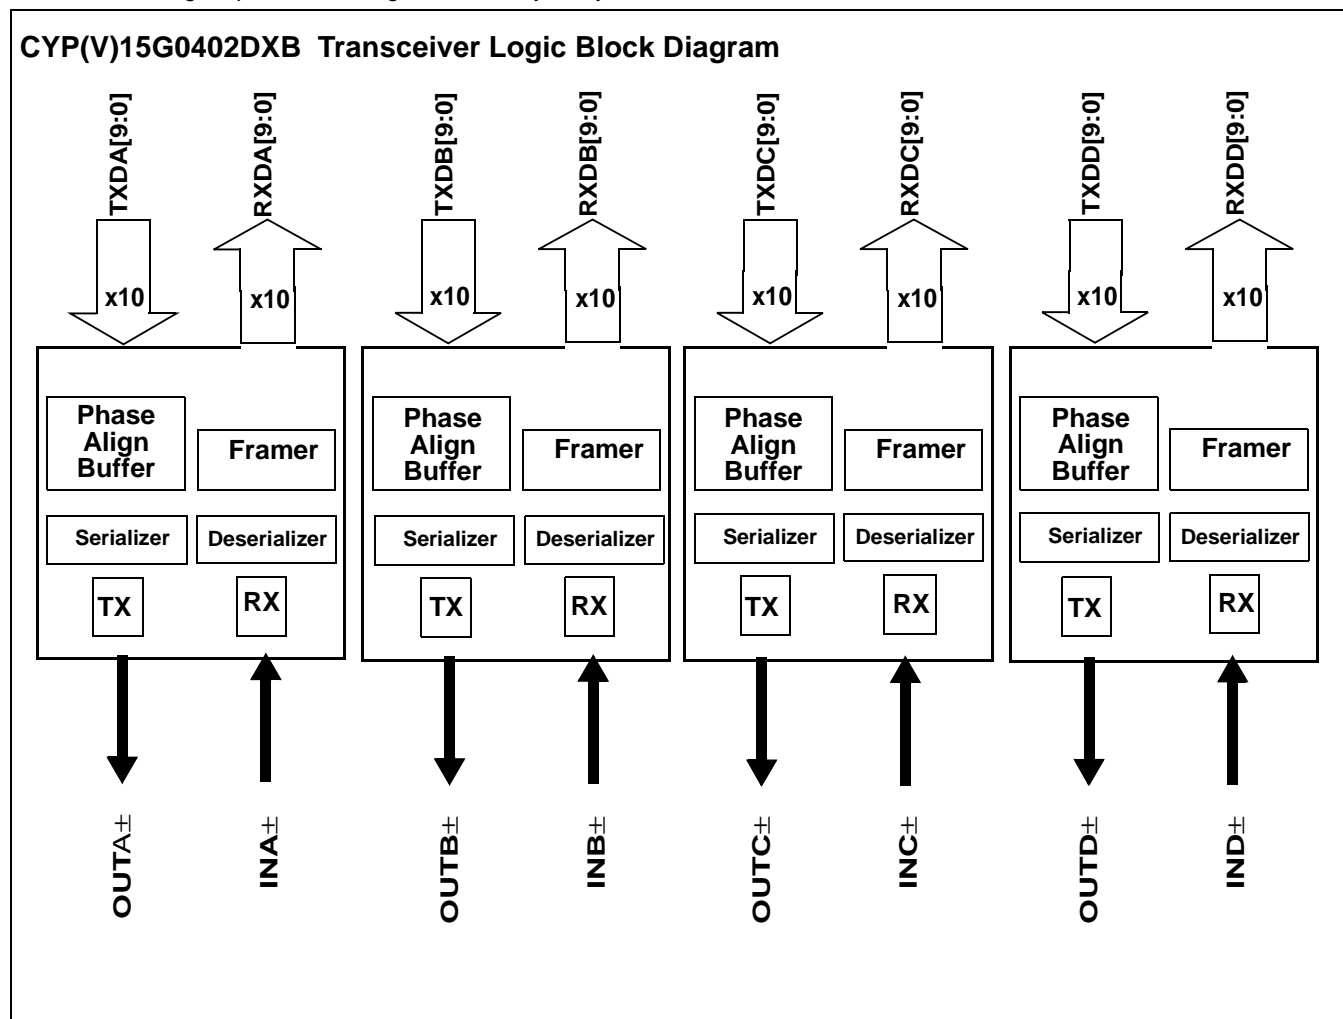 CYP(V)15G0402DXB Transceiver Logic Block Diagram
TXDA[9:0]
RXDA[9:0]
TXDB[9:0]
RXDB[9:0]
TXDC[9:0]
RXDC[9:0]
TXDD[9:0]
RXDD[9:0]
x10
x10
x10
x10
x10
x10
x10
x10
Phase
Align
Buffer
Framer
Phase
Align
Buffer
Framer
Phase
Align
Buffer
Framer
Phase
Align
Buffer
Framer
Serializer
Deserializer
Serializer
Deserializer
Serializer
Deserializer
Serializer
Deserializer
TX
RX
TX
RX
TX
RX
TX
RX
OUTA±
INA±
OUTB±
INB±
OUTC±
INC±
OUTD±
IND±